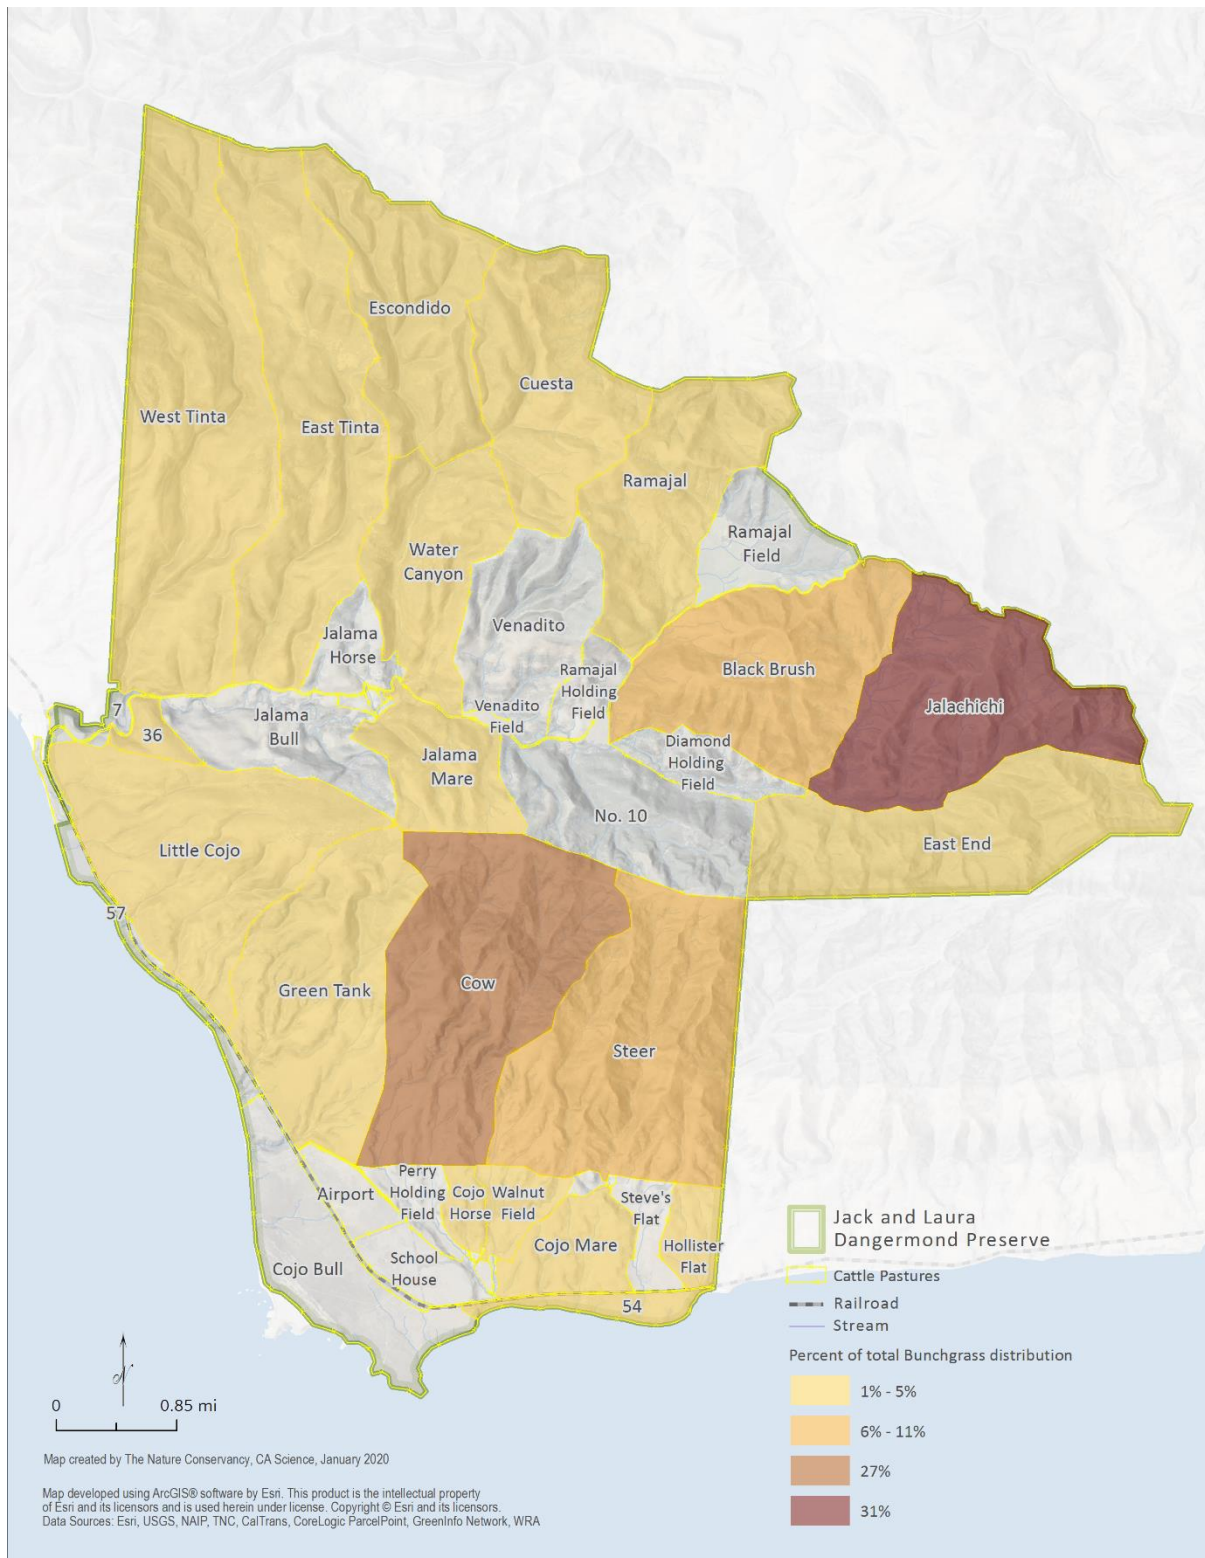 Escondido
Cuesta
West Tinta
East Tinta
Ramajal
Ramajal
Field
Water
Canyon
Venadito
Jalama
Horse
Ramajal
Holding
Field
Black Brush
Jalachichi
7
36
Jalama
Bull
Venadito
Field
Jalama
Mare
Diamond
Holding
Field
No. 10
East End
Little Cojo
57
Green Tank
Cow
Steer
Airport
Perry
Holding
Field
Cojo
Horse
Walnut
Field
Steve's
Flat
Cojo Mare
Hollister
Flat
Cojo Bull
School
House
54
Jack and Laura
Dangermond Preserve
Cattle Pastures
Railroad
Stream
Percent of total Bunchgrass distribution
1% - 5%
6% - 11%
27%
31%
N
0 0.85 mi
Map created by The Nature Conservancy, CA Science, January 2020
Map developed using ArcGIS® software by Esri. This product is the intellectual property
of Esri and its licensors and is used herein under license. Copyright © Esri and its licensors.
Data Sources: Esri, USGS, NAIP, TNC, CalTrans, CoreLogic ParcelPoint, GreenInfo Network, WRA